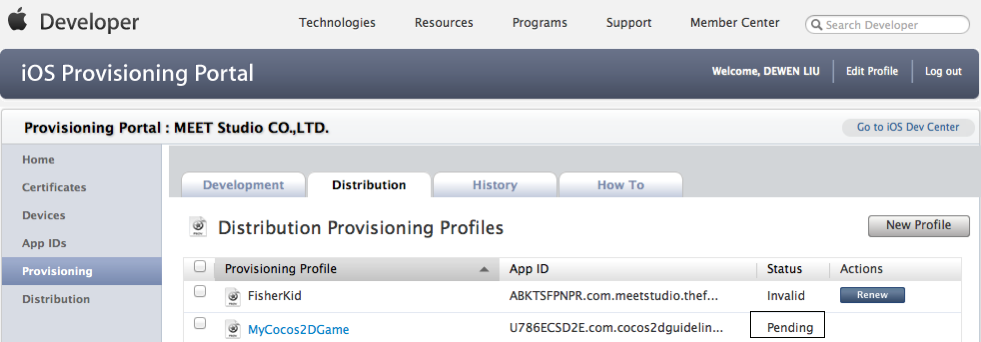 Developer Technologies Resources Programs Support Member Center Search Developer
iOS Provisioning Portal Welcome, DEWEN LIU Edit Profile Log out
Provisioning Portal : MEET Studio CO.,LTD. Go to iOS Dev Center
Home
Certificates
Devices
App IDs
Provisioning
Distribution
Development Distribution History How To
Distribution Provisioning Profiles New Profile
Provisioning Profile App ID Status Actions
FisherKid ABKTSFPNPR.com.meetstudio.thef... Invalid Renew
MyCocos2DGame U786ECSD2E.com.cocos2dguidelin... Pending